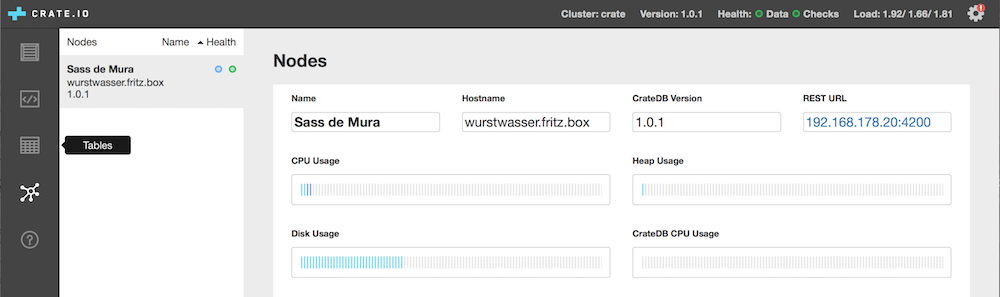 CRATE.IO
Cluster: crate Version: 1.0.1 Health: Data Checks Load: 1.92/ 1.66/ 1.81
!
Nodes Name Health
Sass de Mura
wurstwasser.fritz.box
1.0.1
Tables
?
Nodes
Name Hostname CrateDB Version REST URL
Sass de Mura wurstwasser.fritz.box 1.0.1 192.168.178.20:4200
CPU Usage Heap Usage
Disk Usage CrateDB CPU Usage